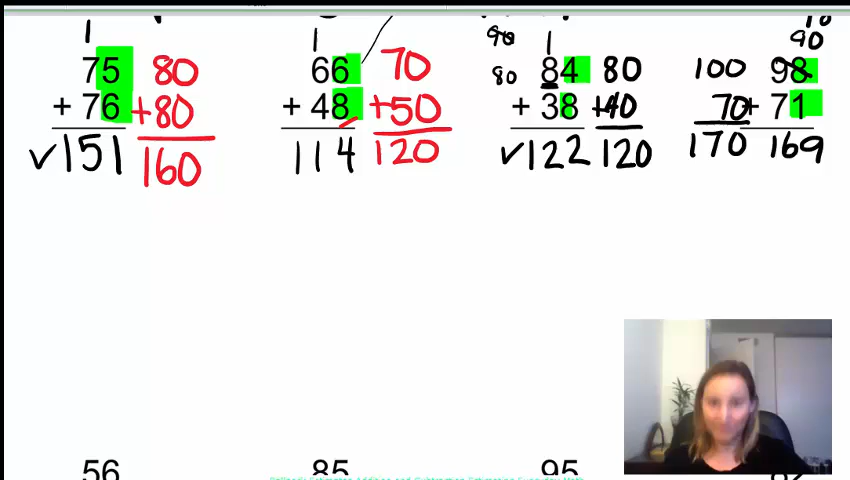 1 1 90 1 90
75 80 66 70 80 84 80 100 98
+ 76 +80 + 48 +50 + 38 +40 70 + 71
✓151 160 114 120 ✓122 120 170 169
56 85 95